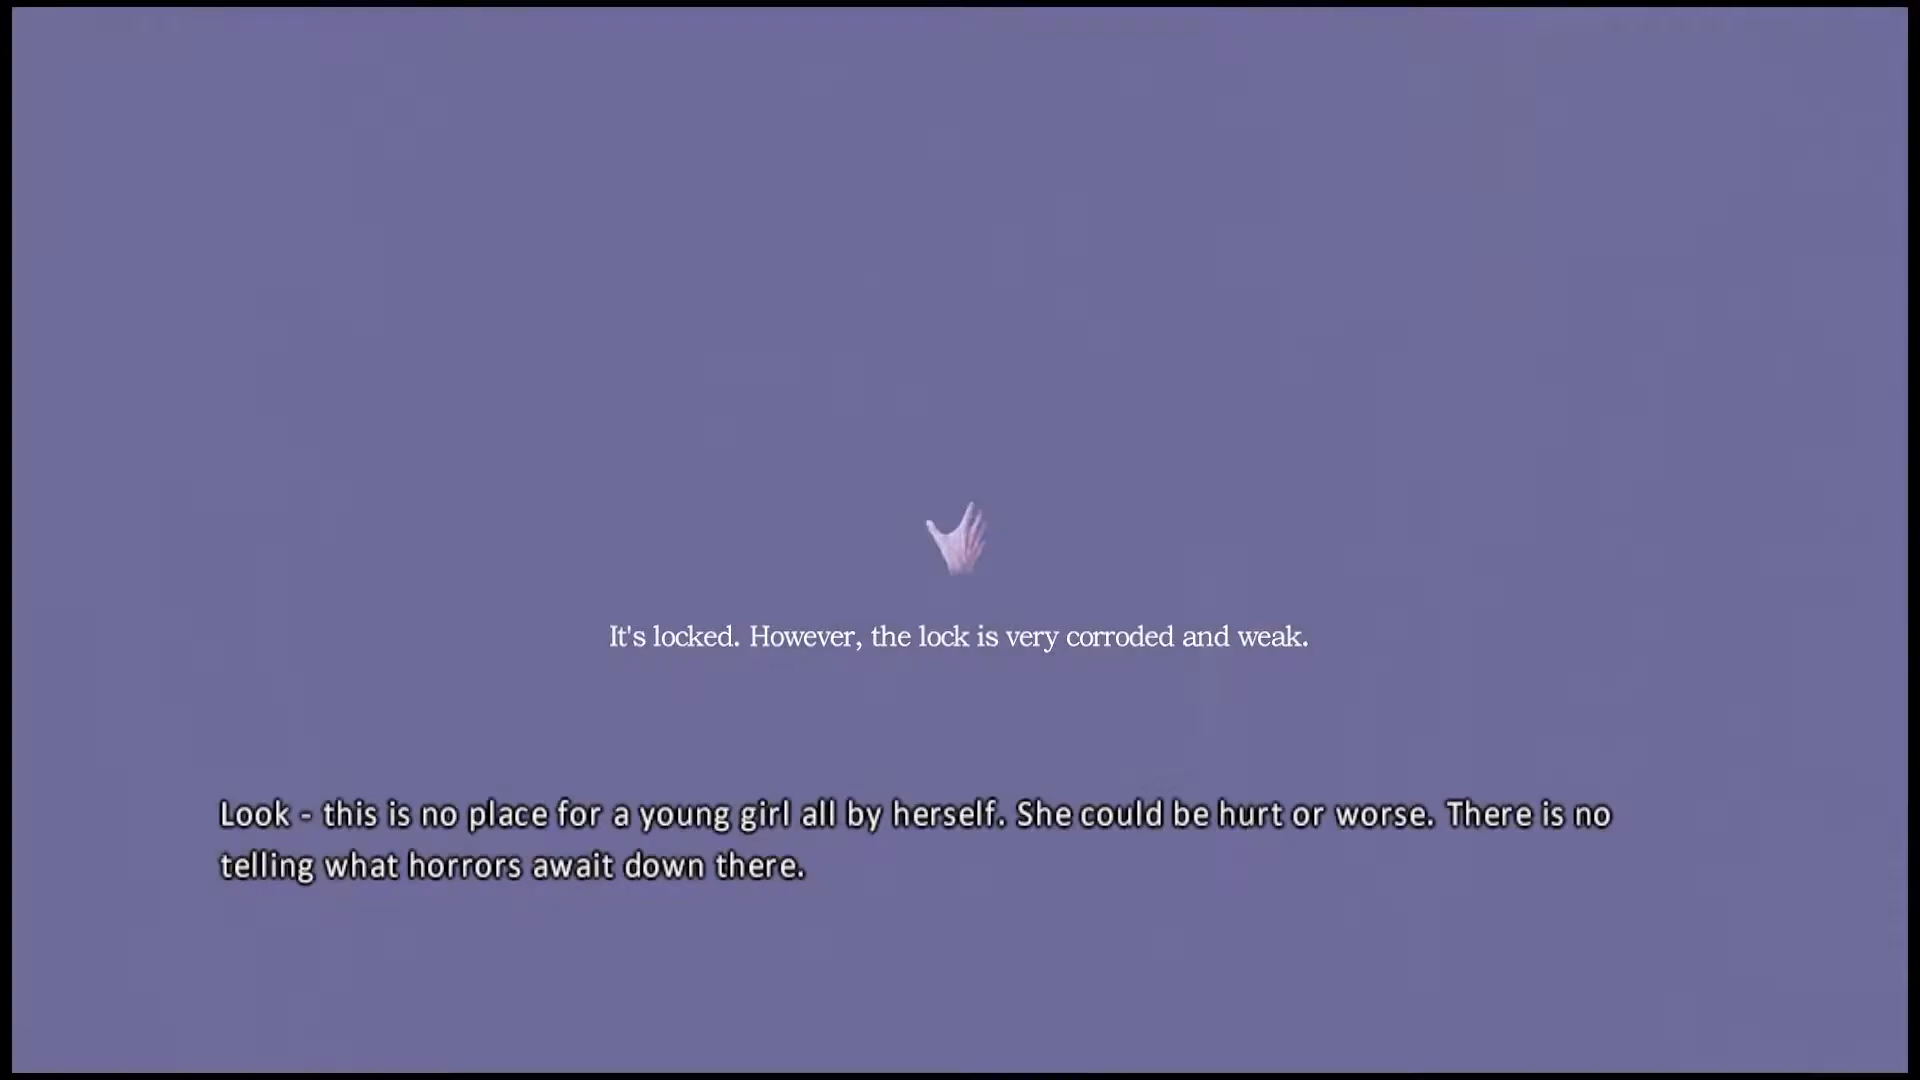 It's locked. However, the lock is very corroded and weak.
Look - this is no place for a young girl all by herself. She could be hurt or worse. There is no
telling what horrors await down there.